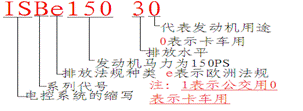 ISBe150 30
代表发动机用途
0表示卡车用
排放水平
发动机马力为150PS
排放法规种类 e表示欧洲法规
系列代号
注：1表示公交用0
表示卡车用
电控系统的缩写